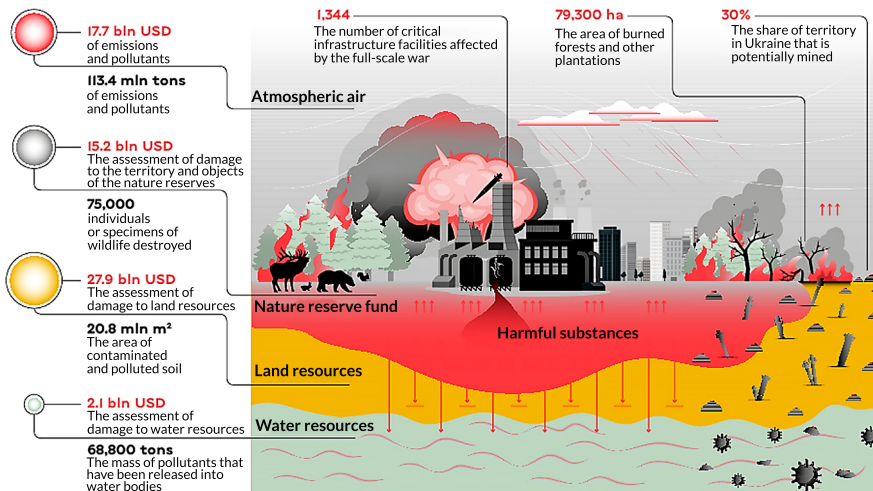 17.7 bln USD
of emissions
and pollutants
113.4 mln tons
of emissions
and pollutants
15.2 bln USD
The assessment of damage
to the territory and objects
of the nature reserves
75,000
individuals
or specimens of
wildlife destroyed
27.9 bln USD
The assessment of
damage to land resources
20.8 mln m²
The area of
contaminated
and polluted soil
2.1 bln USD
The assessment of
damage to water resources
68,800 tons
The mass of pollutants that
have been released into
water bodies
1,344
The number of critical
infrastructure facilities affected
by the full-scale war
79,300 ha
The area of burned
forests and other
plantations
30%
The share of territory
in Ukraine that is
potentially mined
Atmospheric air
Nature reserve fund
Harmful substances
Land resources
Water resources